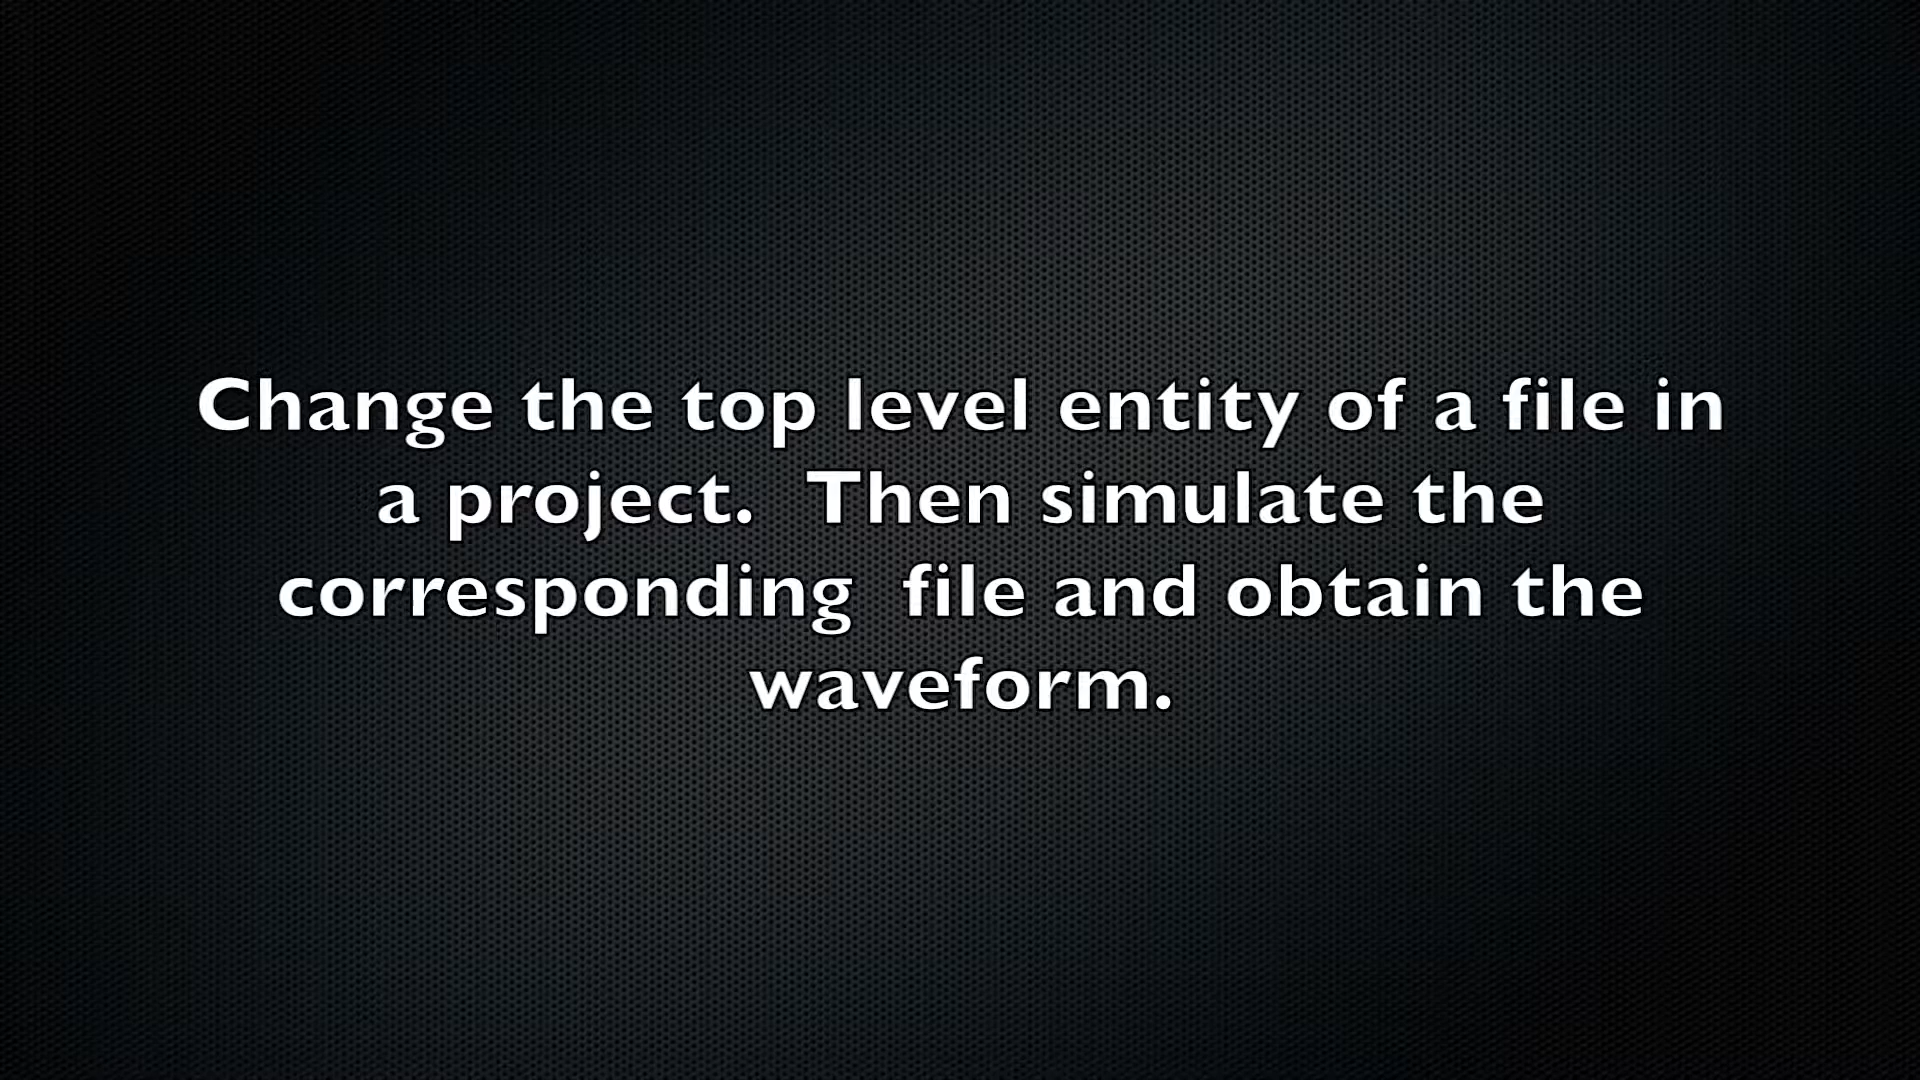 Change the top level entity of a file in
a project.  Then simulate the
corresponding  file and obtain the
waveform.